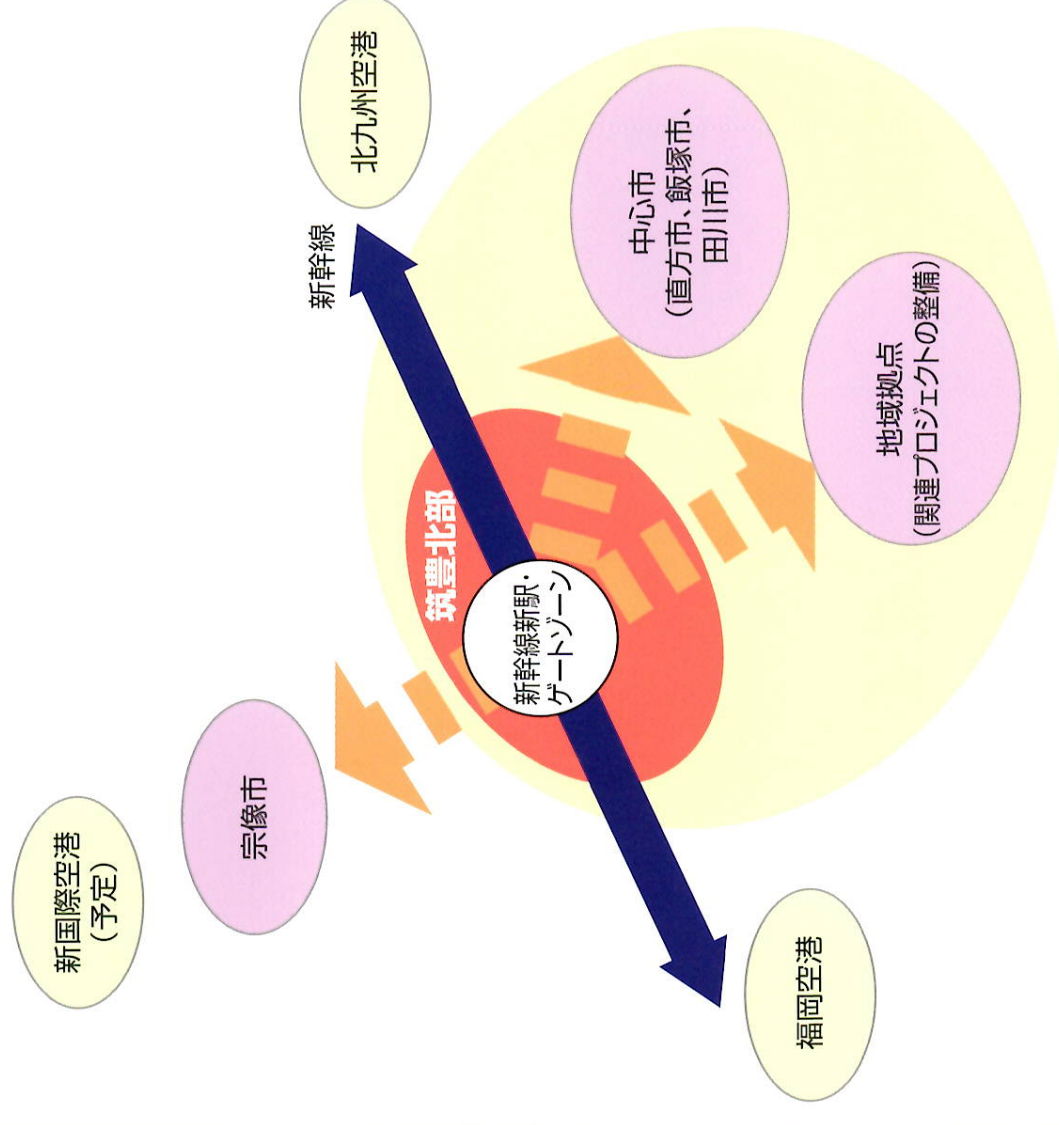 新国際空港
(予定)
宗像市
新幹線
北九州空港
筑豊北部
新幹線新駅・
ゲートゾーン
中心市
(直方市、飯塚市、
田川市)
福岡空港
地域拠点
(関連プロジェクトの整備)